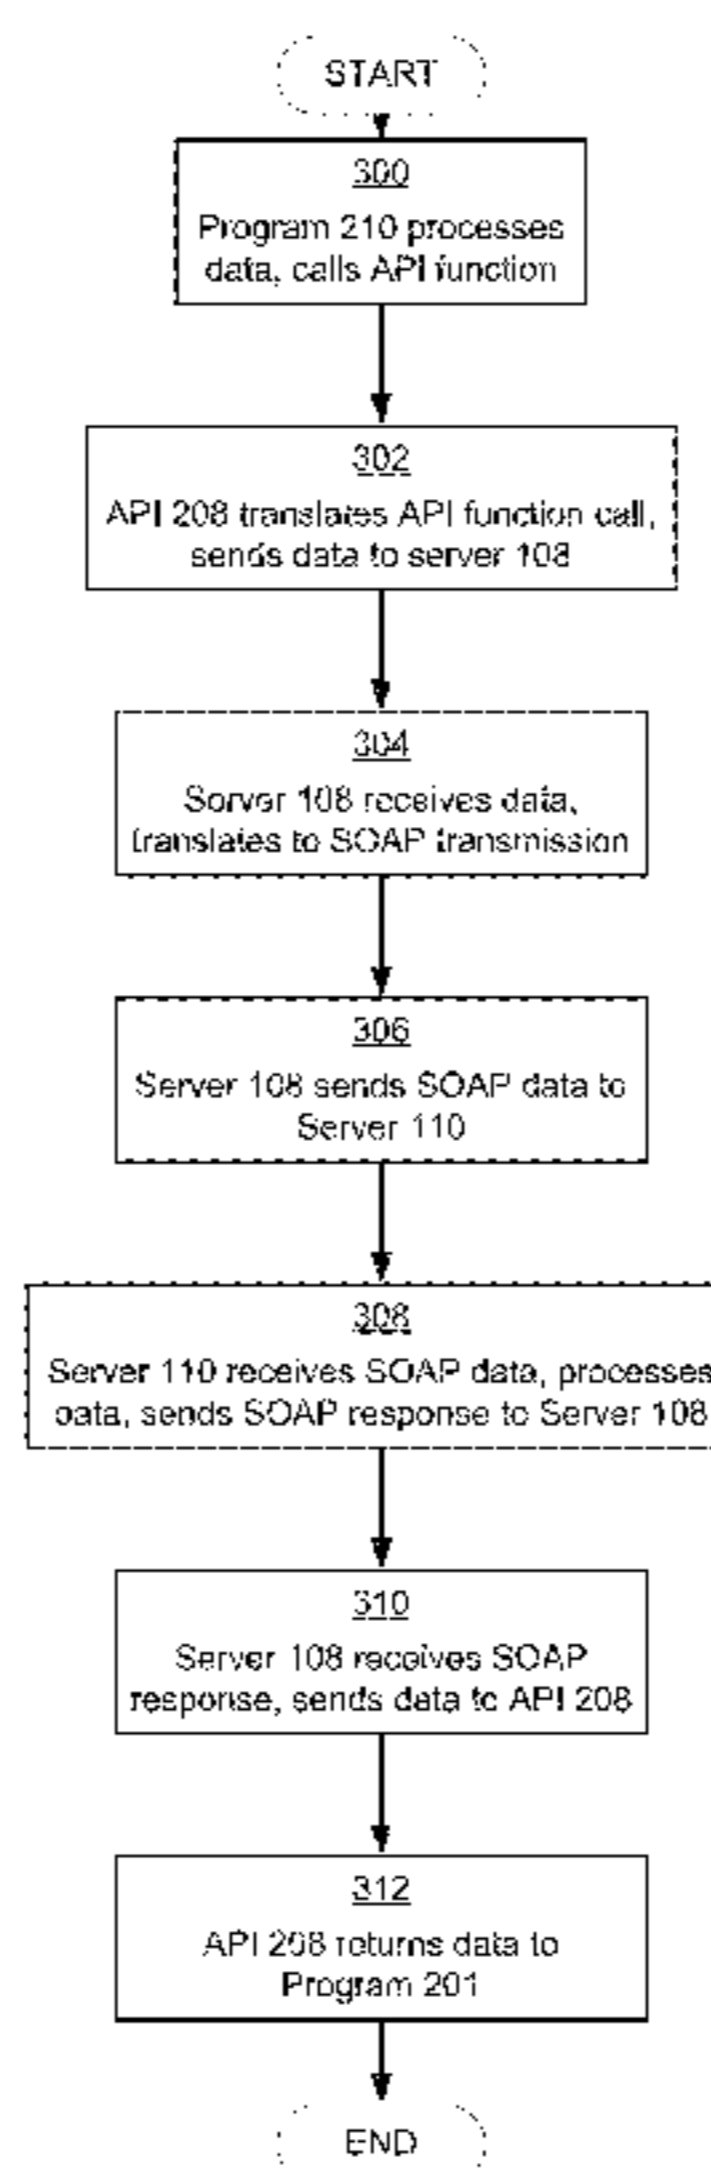 START
300
Program 210 processes
data, calls API function
302
API 208 translates API function call,
sends data to server 108
304
Server 108 receives data,
translates to SOAP transmission
306
Server 108 sends SOAP data to
Server 110
308
Server 110 receives SOAP data, processes
data, sends SOAP response to Server 108
310
Server 108 receives SOAP
response, sends data to API 208
312
API 208 returns data to
Program 201
END